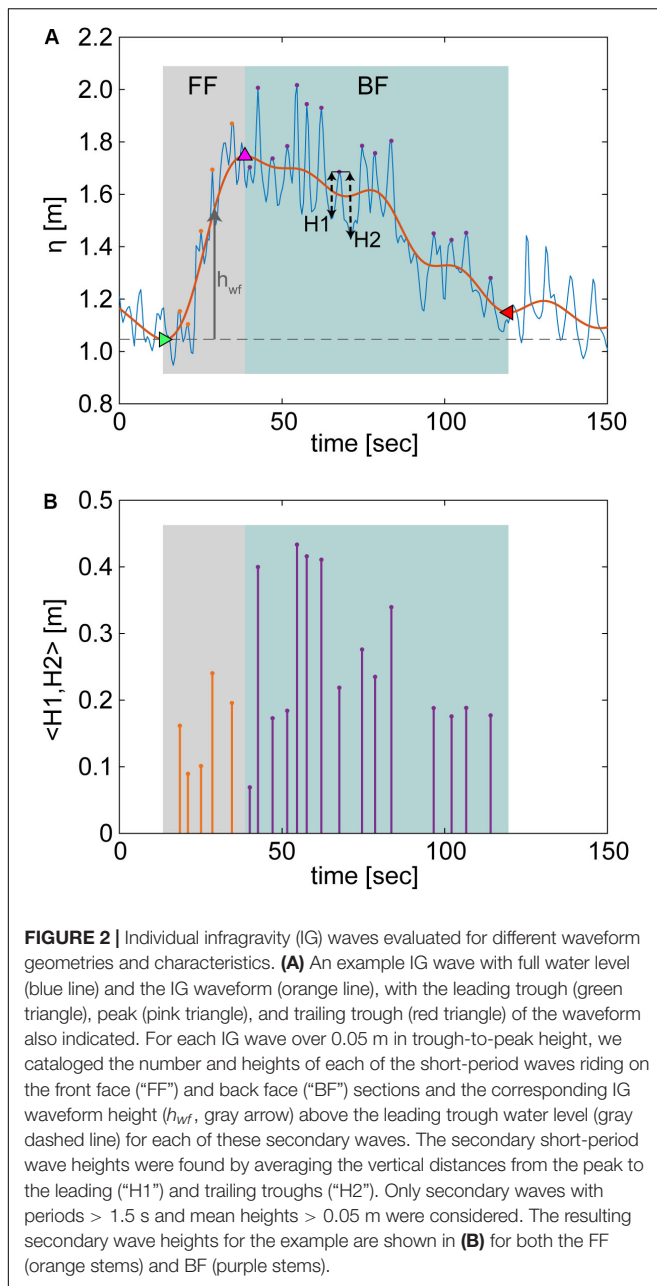 A
2.2
2.0
1.8
1.6
1.4
1.2
1.0
0.8
η [m]
FF
BF
H1
H2
h_wf
0
50
100
150
time [sec]
B
0.5
0.4
0.3
0.2
0.1
0
<H1,H2> [m]
0
50
100
150
time [sec]
FIGURE 2 | Individual infragravity (IG) waves evaluated for different waveform
geometries and characteristics. (A) An example IG wave with full water level
(blue line) and the IG waveform (orange line), with the leading trough (green
triangle), peak (pink triangle), and trailing trough (red triangle) of the waveform
also indicated. For each IG wave over 0.05 m in trough-to-peak height, we
cataloged the number and heights of each of the short-period waves riding on
the front face (“FF”) and back face (“BF”) sections and the corresponding IG
waveform height (h_wf, gray arrow) above the leading trough water level (gray
dashed line) for each of these secondary waves. The secondary short-period
wave heights were found by averaging the vertical distances from the peak to
the leading (“H1”) and trailing troughs (“H2”). Only secondary waves with
periods > 1.5 s and mean heights > 0.05 m were considered. The resulting
secondary wave heights for the example are shown in (B) for both the FF
(orange stems) and BF (purple stems).